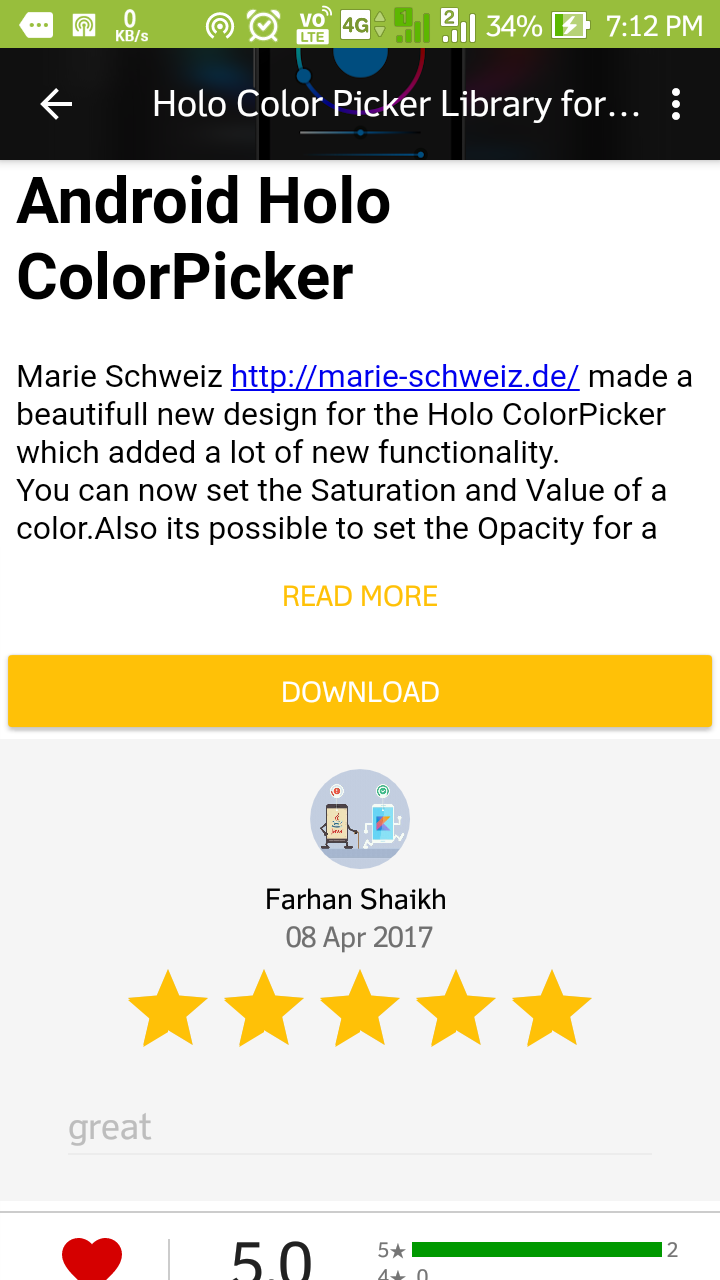 0
KB/s
VO
LTE
4G
1
2
34%
7:12 PM
Holo Color Picker Library for...
Android Holo
ColorPicker
Marie Schweiz http://marie-schweiz.de/ made a
beautifull new design for the Holo ColorPicker
which added a lot of new functionality.
You can now set the Saturation and Value of a
color.Also its possible to set the Opacity for a
READ MORE
DOWNLOAD
Java
Farhan Shaikh
08 Apr 2017
great
5.0
5★ 2
4★ 0